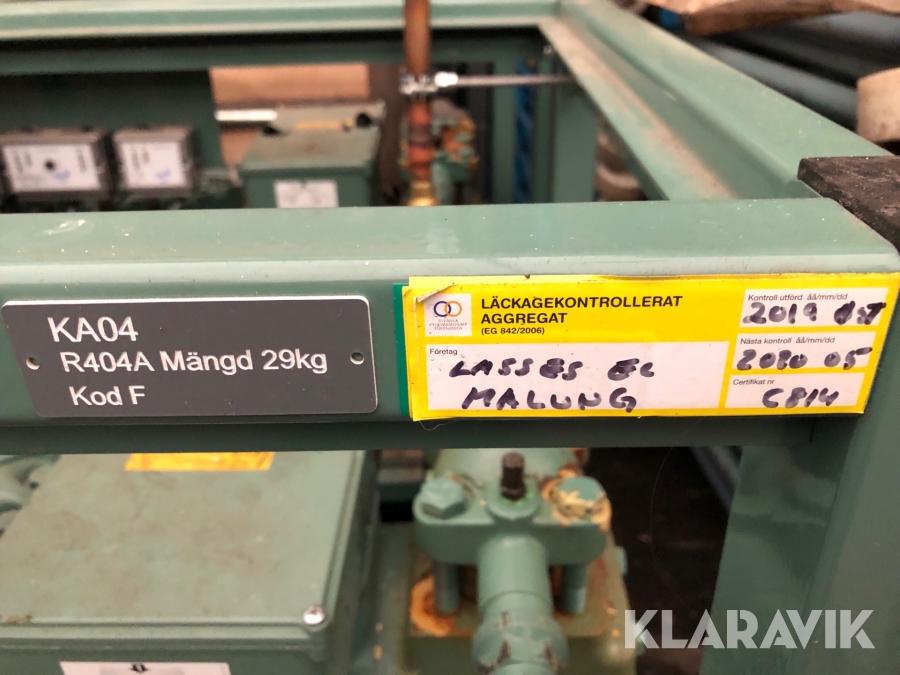 KA04
R404A Mängd 29kg
Kod F
LÄCKAGEKONTROLLERAT
AGGREGAT
(EG 842/2006)
Företag
LASSES EL
MALUNG
Kontroll utförd åå/mm/dd
2019 OKT
Nästa kontroll åå/mm/dd
2020 05
Certifikat nr
C814
KLARAVIK